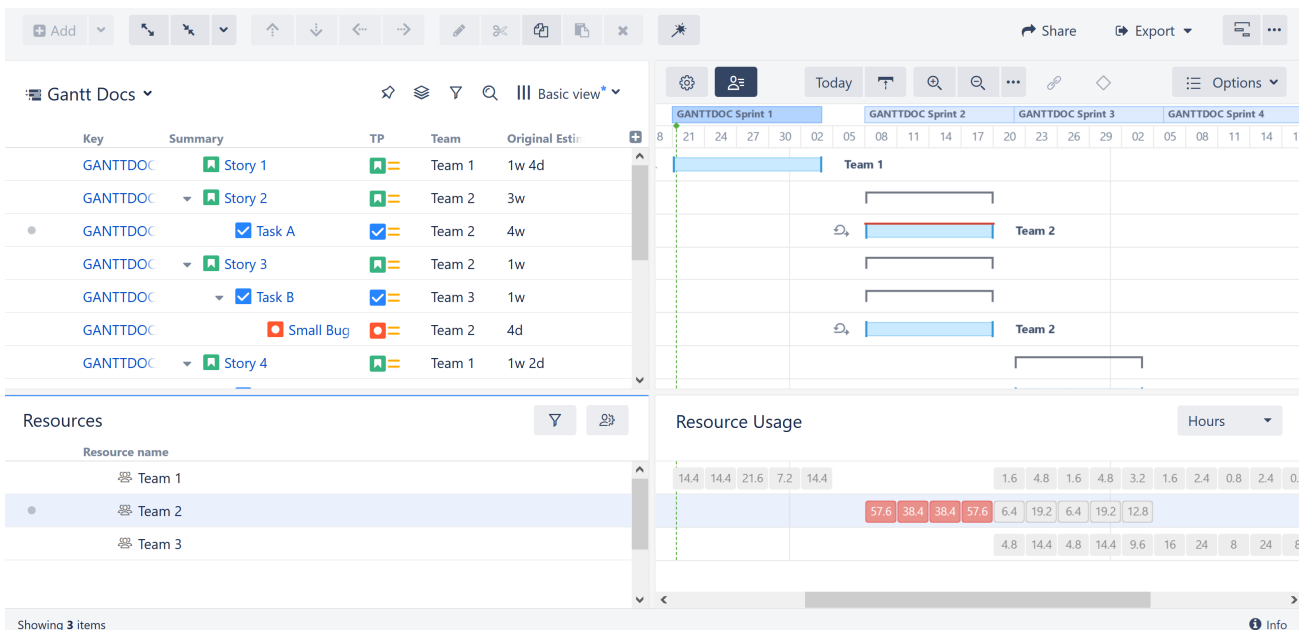 Add
Share
Export
Gantt Docs
Basic view*
Today
Options
GANTTDOC Sprint 1 GANTTDOC Sprint 2 GANTTDOC Sprint 3 GANTTDOC Sprint 4
Key Summary TP Team Original Estim
8 21 24 27 30 02 05 08 11 14 17 20 23 26 29 02 05 08 11 14 1
GANTTDOC Story 1 Team 1 1w 4d Team 1
GANTTDOC Story 2 Team 2 3w
GANTTDOC Task A Team 2 4w Team 2
GANTTDOC Story 3 Team 2 1w
GANTTDOC Task B Team 3 1w
GANTTDOC Small Bug Team 2 4d Team 2
GANTTDOC Story 4 Team 1 1w 2d
Resources
Resource Usage
Hours
Resource name
Team 1 14.4 14.4 21.6 7.2 14.4 1.6 4.8 1.6 4.8 3.2 1.6 2.4 0.8 2.4 0.
Team 2 57.6 38.4 38.4 57.6 6.4 19.2 6.4 19.2 12.8
Team 3 4.8 14.4 4.8 14.4 9.6 16 24 8 24 8
Showing 3 items
Info